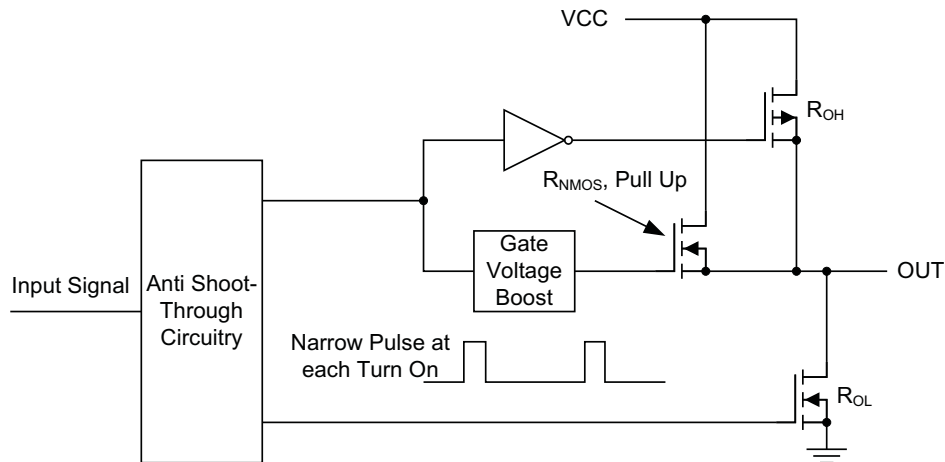 VCC
R_OH
R_NMOS, Pull Up
Gate
Voltage
Boost
OUT
Input Signal
Anti Shoot-
Through
Circuitry
Narrow Pulse at
each Turn On
R_OL